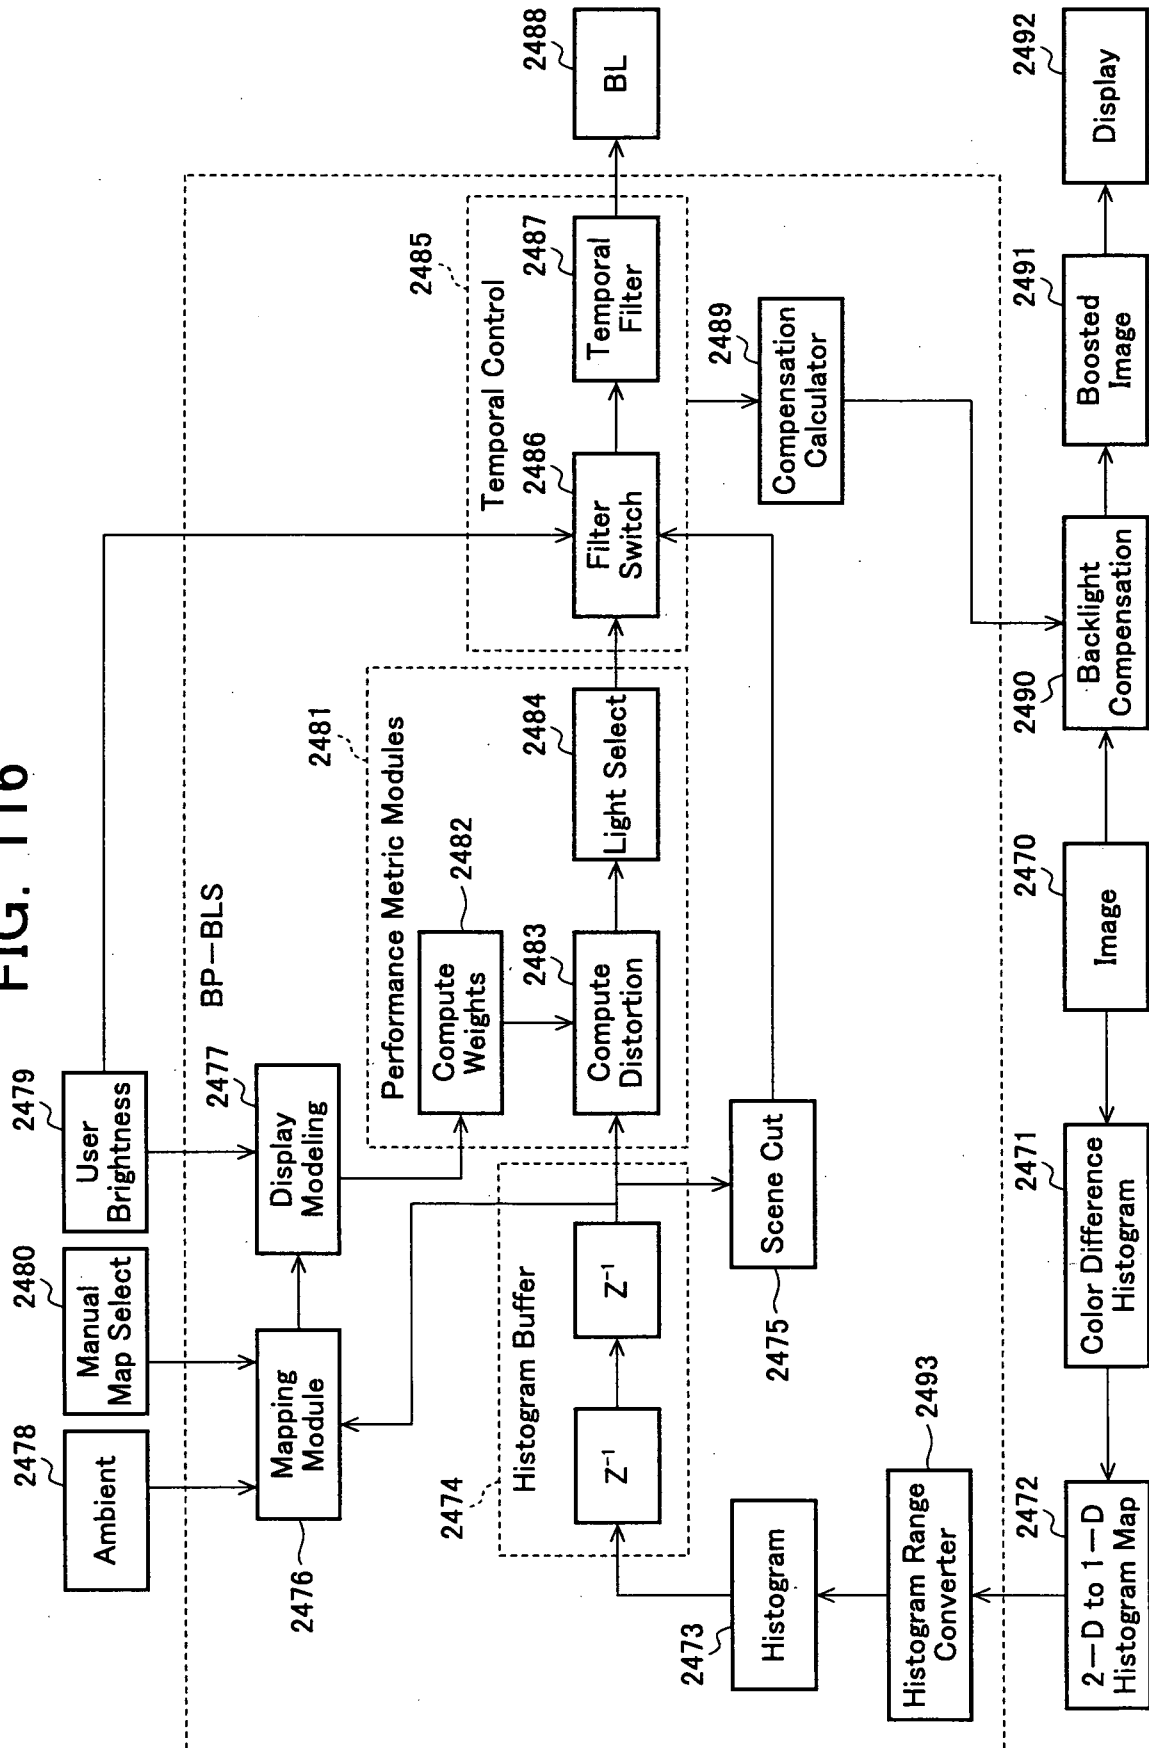 FIG. 116
2478
2480
2479
Ambient
Manual
Map Select
User
Brightness
BP−BLS
2477
Mapping
Module
Display
Modeling
2476
2481
Performance Metric Modules
2482
Compute
Weights
2485
Temporal Control
2474
Histogram Buffer
2483
2484
2486
2487
2488
Z⁻¹
Z⁻¹
Compute
Distortion
Light Select
Filter
Switch
Temporal
Filter
BL
2473
Histogram
2475
Scene Cut
2489
Compensation
Calculator
2493
Histogram Range
Converter
2472
2471
2470
2490
2491
2492
2−D to 1−D
Histogram Map
Color Difference
Histogram
Image
Backlight
Compensation
Boosted
Image
Display